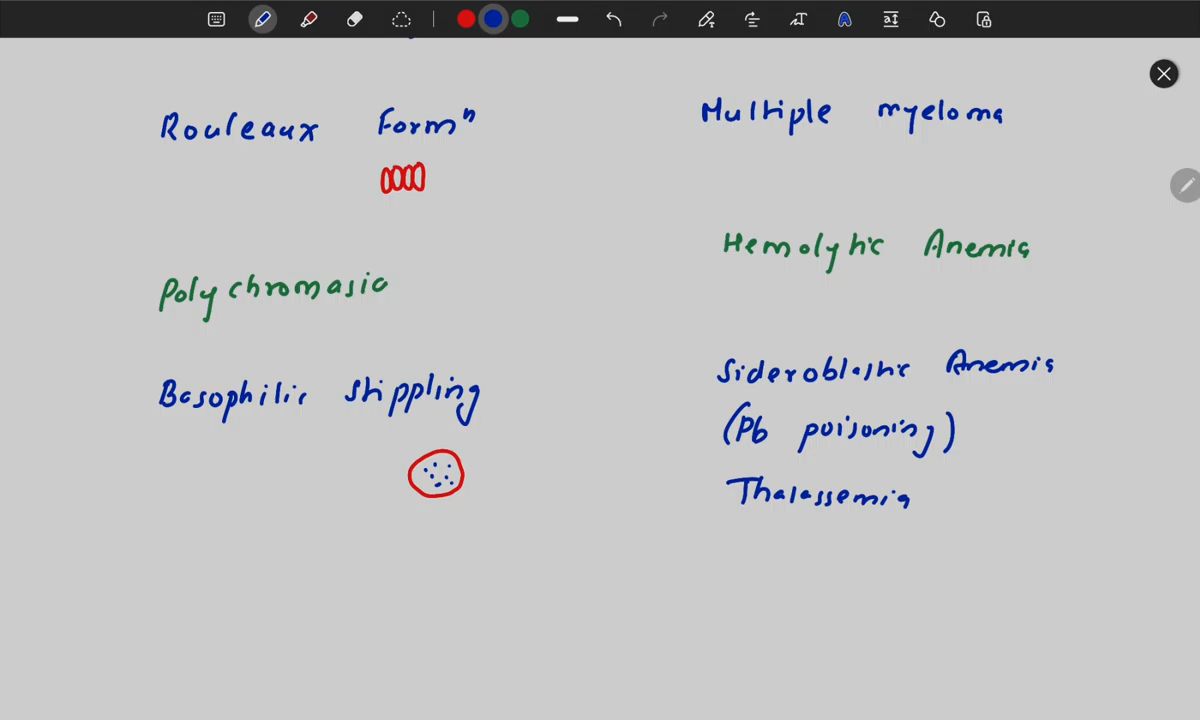 Rouleaux Formⁿ
Multiple myeloma
Polychromasia
Hemolytic Anemia
Basophilic stippling
Sideroblastic Anemia
(Pb poisoning)
Thalassemia